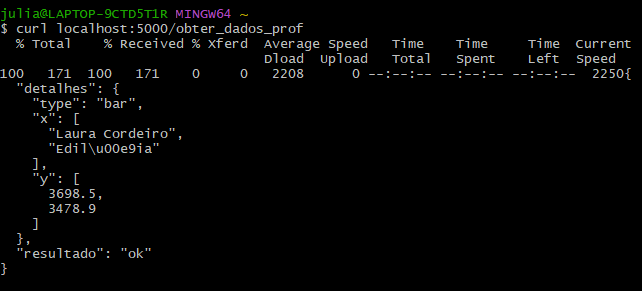 julia@LAPTOP-9CTD5T1R MINGW64 ~
$ curl localhost:5000/obter_dados_prof
  % Total    % Received % Xferd  Average Speed   Time    Time     Time  Current
                                 Dload  Upload   Total   Spent    Left  Speed
100   171  100   171    0     0   2208      0 --:--:-- --:--:-- --:--:--  2250{
  "detalhes": {
    "type": "bar",
    "x": [
      "Laura Cordeiro",
      "Edil\u00e9ia"
    ],
    "y": [
      3698.5,
      3478.9
    ]
  },
  "resultado": "ok"
}